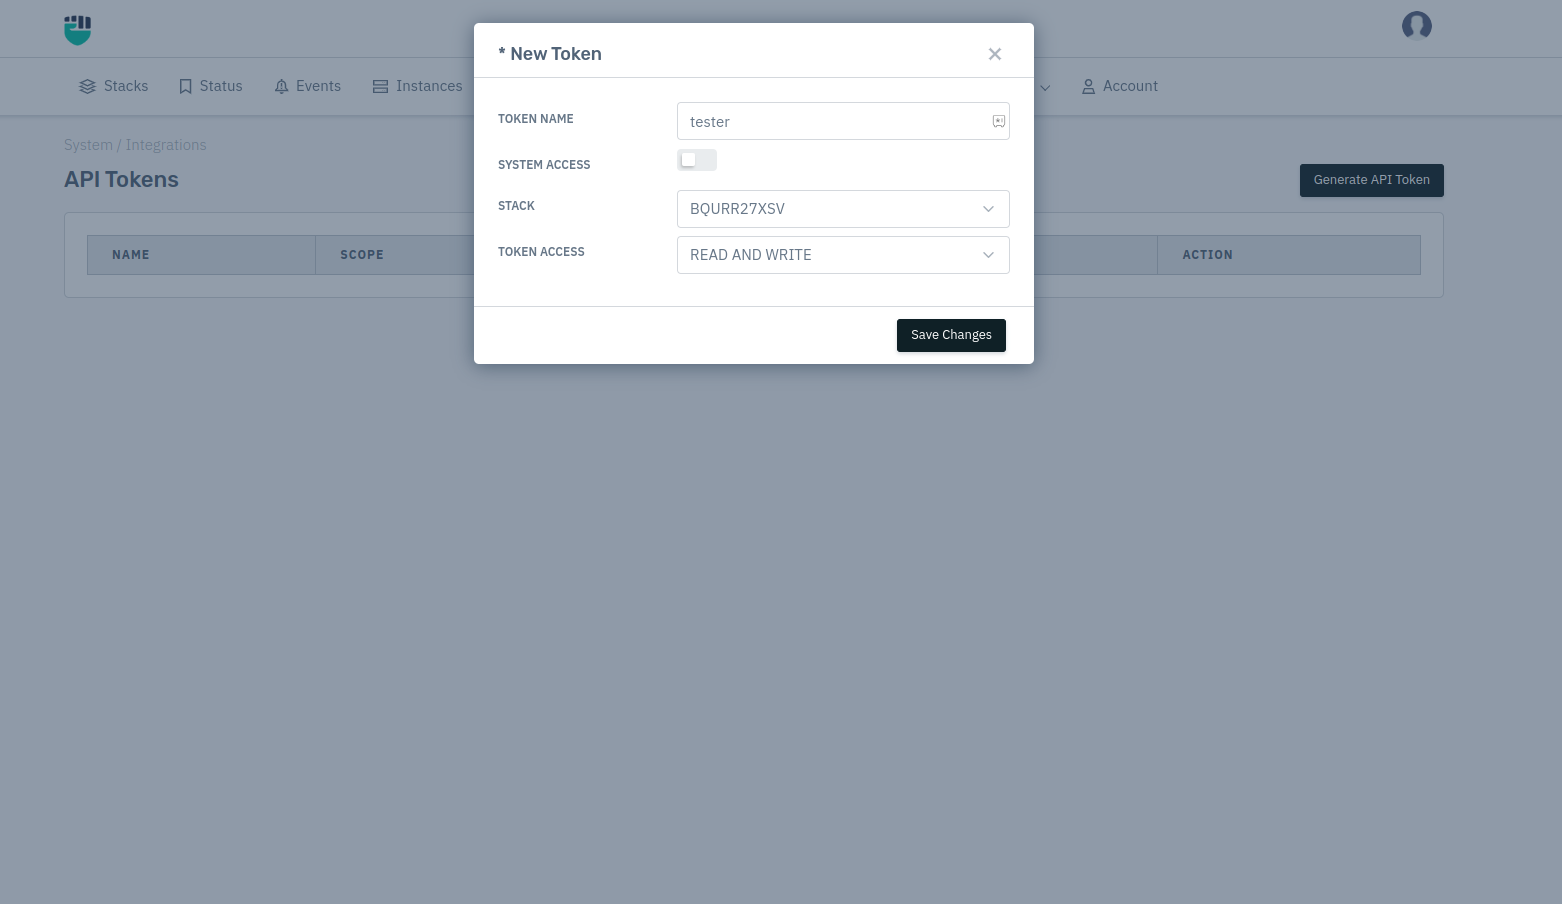 * New Token
×
Stacks
Status
Events
Instances
Account
TOKEN NAME
tester
System / Integrations
SYSTEM ACCESS
API Tokens
Generate API Token
STACK
BQURR27XSV
TOKEN ACCESS
READ AND WRITE
NAME
SCOPE
ACTION
Save Changes